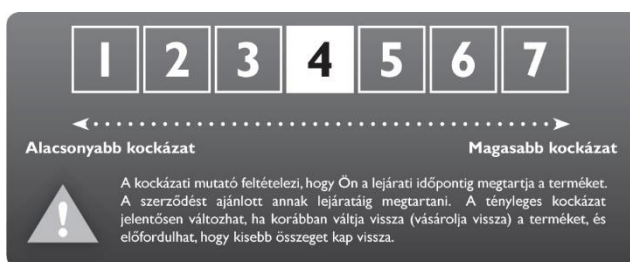 1 2 3 4 5 6 7
Alacsonyabb kockázat Magasabb kockázat
A kockázati mutató feltételezi, hogy Ön a lejárati időpontig megtartja a terméket.
A szerződést ajánlott annak lejáratáig megtartani. A tényleges kockázat
jelentősen változhat, ha korábban váltja vissza (vásárolja vissza) a terméket, és
előfordulhat, hogy kisebb összeget kap vissza.